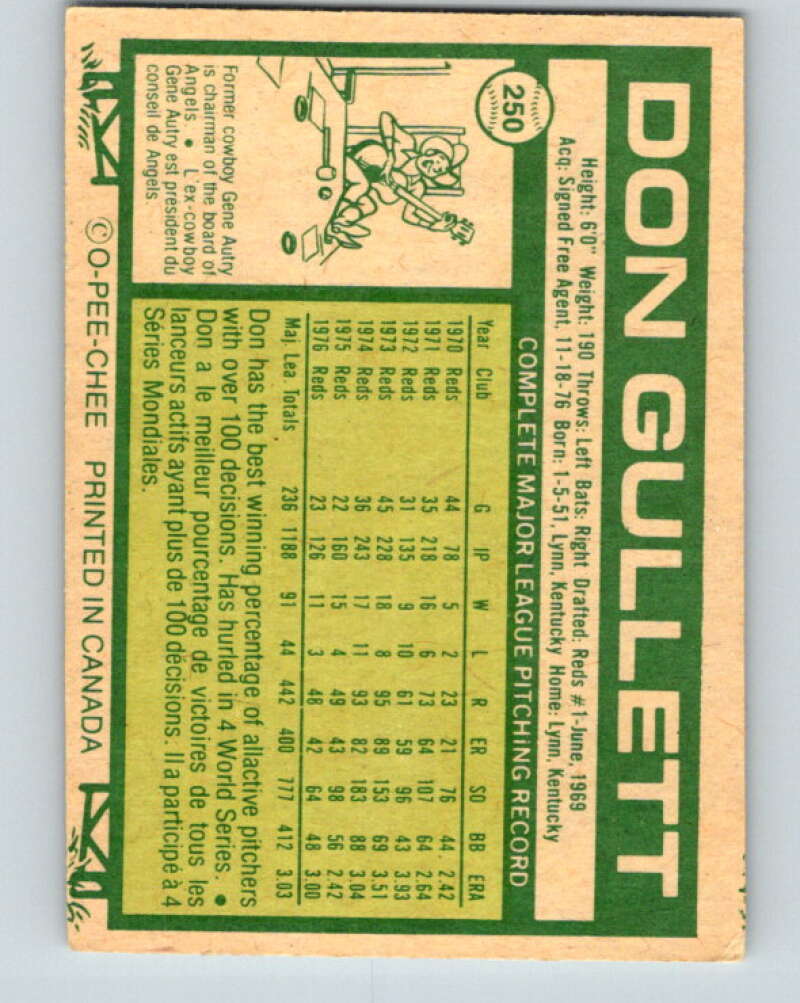 250
DON GULLETT
Height: 6'0" Weight: 190 Throws: Left Bats: Right Drafted: Reds #1-June, 1969
Acq: Signed Free Agent, 11-18-76 Born: 1-5-51, Lynn, Kentucky Home: Lynn, Kentucky
COMPLETE MAJOR LEAGUE PITCHING RECORD
Year Club G IP W L R ER SO BB ERA
1970 Reds 44 78 5 2 23 21 76 44 2.42
1971 Reds 35 218 16 6 73 64 107 64 2.64
1972 Reds 31 135 9 10 61 59 96 43 3.93
1973 Reds 45 228 18 8 95 89 153 69 3.51
1974 Reds 36 243 17 11 93 82 183 88 3.04
1975 Reds 22 160 15 4 49 43 98 56 2.42
1976 Reds 23 126 11 3 48 42 64 48 3.00
Maj. Lea Totals 236 1188 91 44 442 400 777 412 3.03
Don has the best winning percentage of allactive pitchers
with over 100 decisions. Has hurled in 4 World Series. •
Don a le meilleur pourcentage de victoires de tous les
lanceurs actifs ayant plus de 100 décisions. Il a participé à 4
Séries Mondiales.
Former cowboy Gene Autry
is chairman of the board of
Angels. • L'ex-cowboy
Gene Autry est président du
conseil de Angels.
© O-PEE-CHEE PRINTED IN CANADA